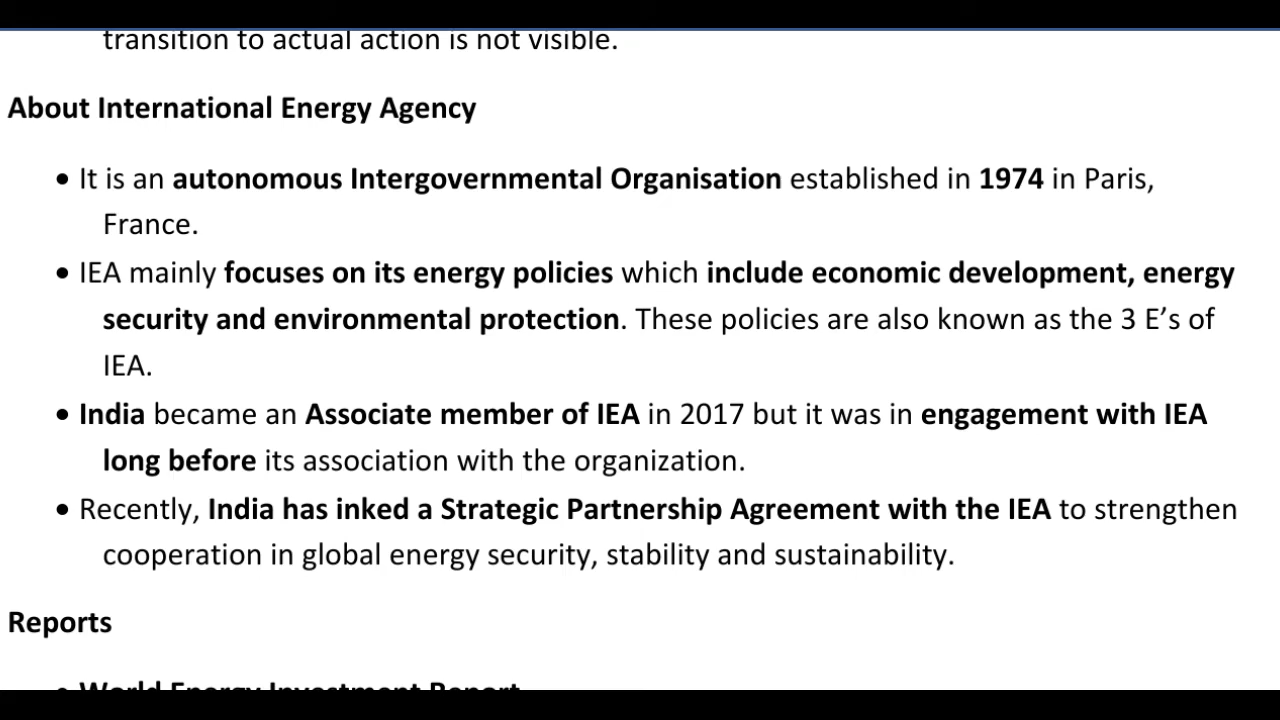 transition to actual action is not visible.
About International Energy Agency
• It is an autonomous Intergovernmental Organisation established in 1974 in Paris,
France.
• IEA mainly focuses on its energy policies which include economic development, energy
security and environmental protection. These policies are also known as the 3 E’s of
IEA.
• India became an Associate member of IEA in 2017 but it was in engagement with IEA
long before its association with the organization.
• Recently, India has inked a Strategic Partnership Agreement with the IEA to strengthen
cooperation in global energy security, stability and sustainability.
Reports
• World Energy Investment Report